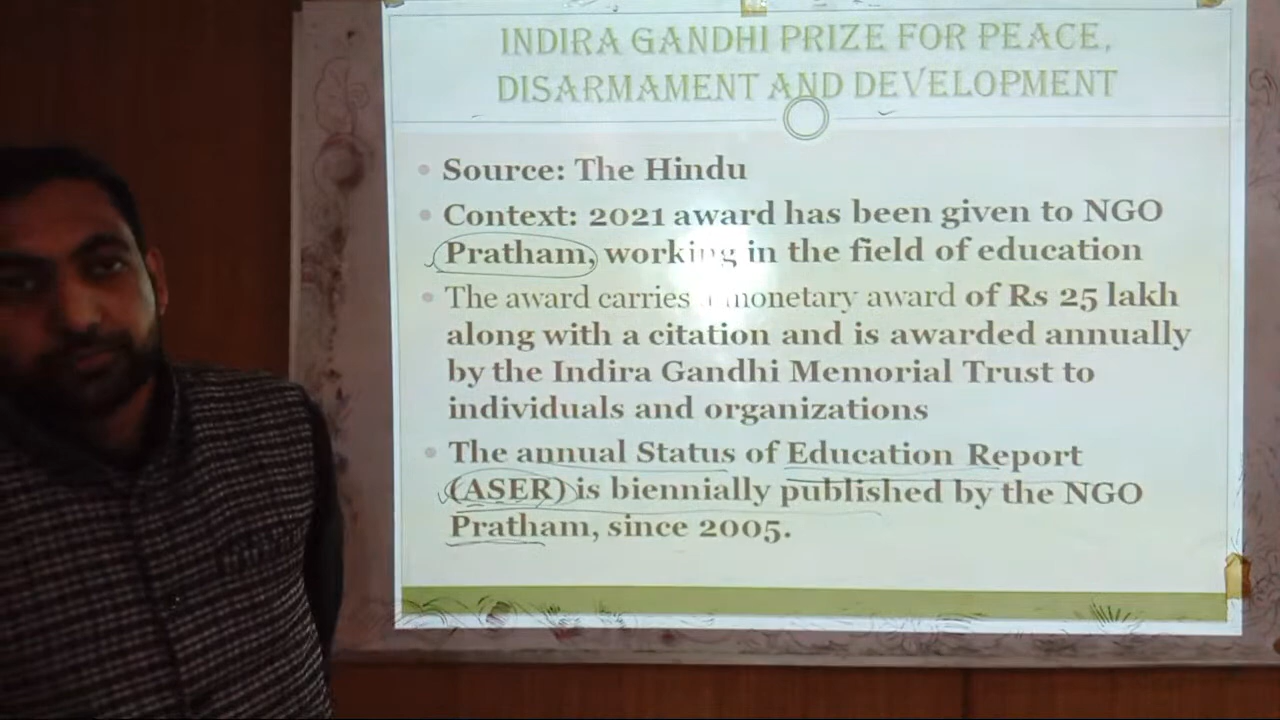 INDIRA GANDHI PRIZE FOR PEACE,
DISARMAMENT AND DEVELOPMENT
Source: The Hindu
Context: 2021 award has been given to NGO
Pratham, working in the field of education
The award carries monetary award of Rs 25 lakh
along with a citation and is awarded annually
by the Indira Gandhi Memorial Trust to
individuals and organizations
The annual Status of Education Report
(ASER) is biennially published by the NGO
Pratham, since 2005.